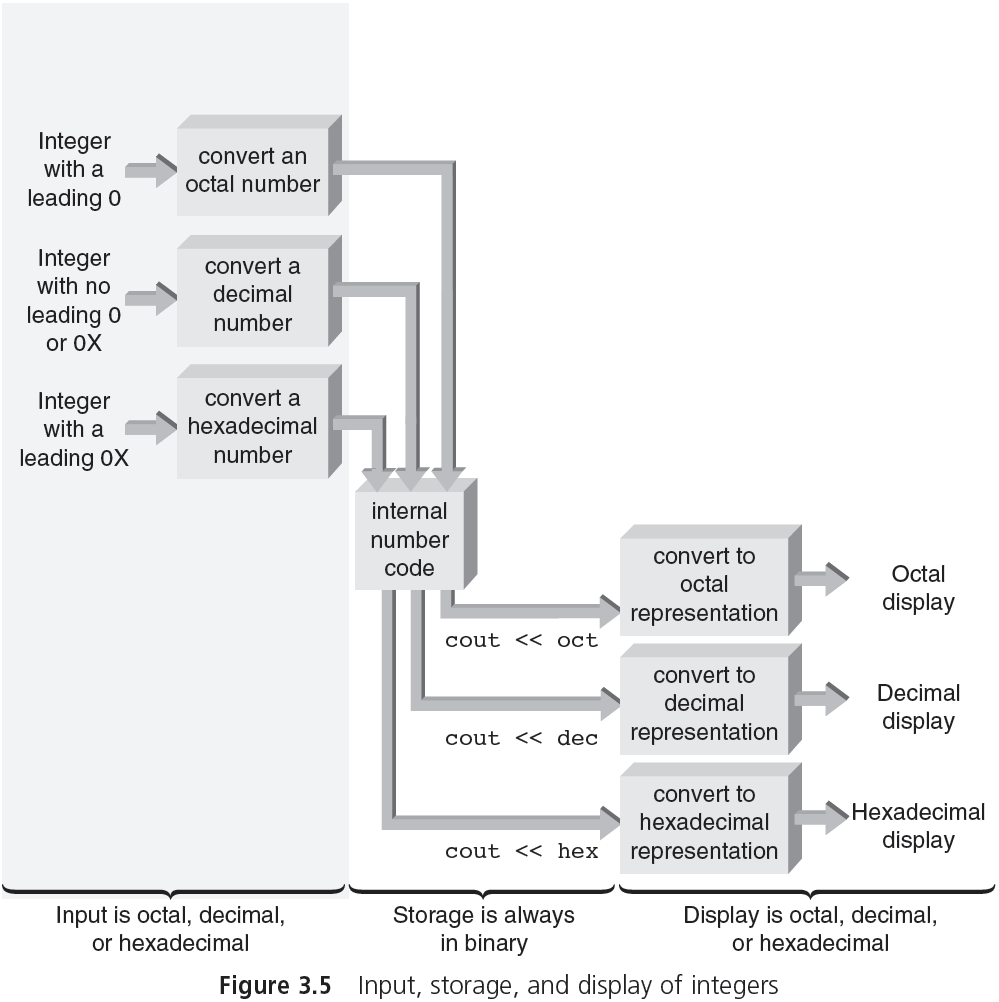 Integer
with a
leading 0
convert an
octal number
Integer
with no
leading 0
or 0X
convert a
decimal
number
Integer
with a
leading 0X
convert a
hexadecimal
number
internal
number
code
cout << oct
convert to
octal
representation
Octal
display
cout << dec
convert to
decimal
representation
Decimal
display
cout << hex
convert to
hexadecimal
representation
Hexadecimal
display
Input is octal, decimal,
or hexadecimal
Storage is always
in binary
Display is octal, decimal,
or hexadecimal
Figure 3.5 Input, storage, and display of integers